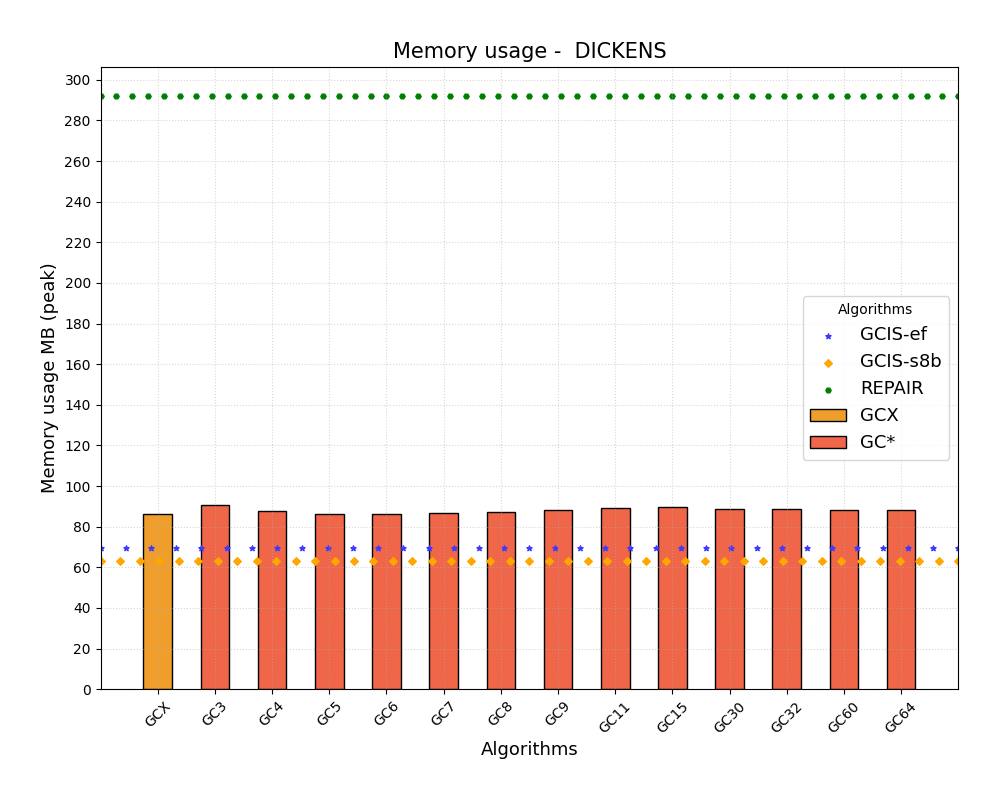 Memory usage -  DICKENS
Memory usage MB (peak)
300
280
260
240
220
200
180
160
140
120
100
80
60
40
20
0
Algorithms
GCIS-ef
GCIS-s8b
REPAIR
GCX
GC*
GCX
GC3
GC4
GC5
GC6
GC7
GC8
GC9
GC11
GC15
GC30
GC32
GC60
GC64
Algorithms